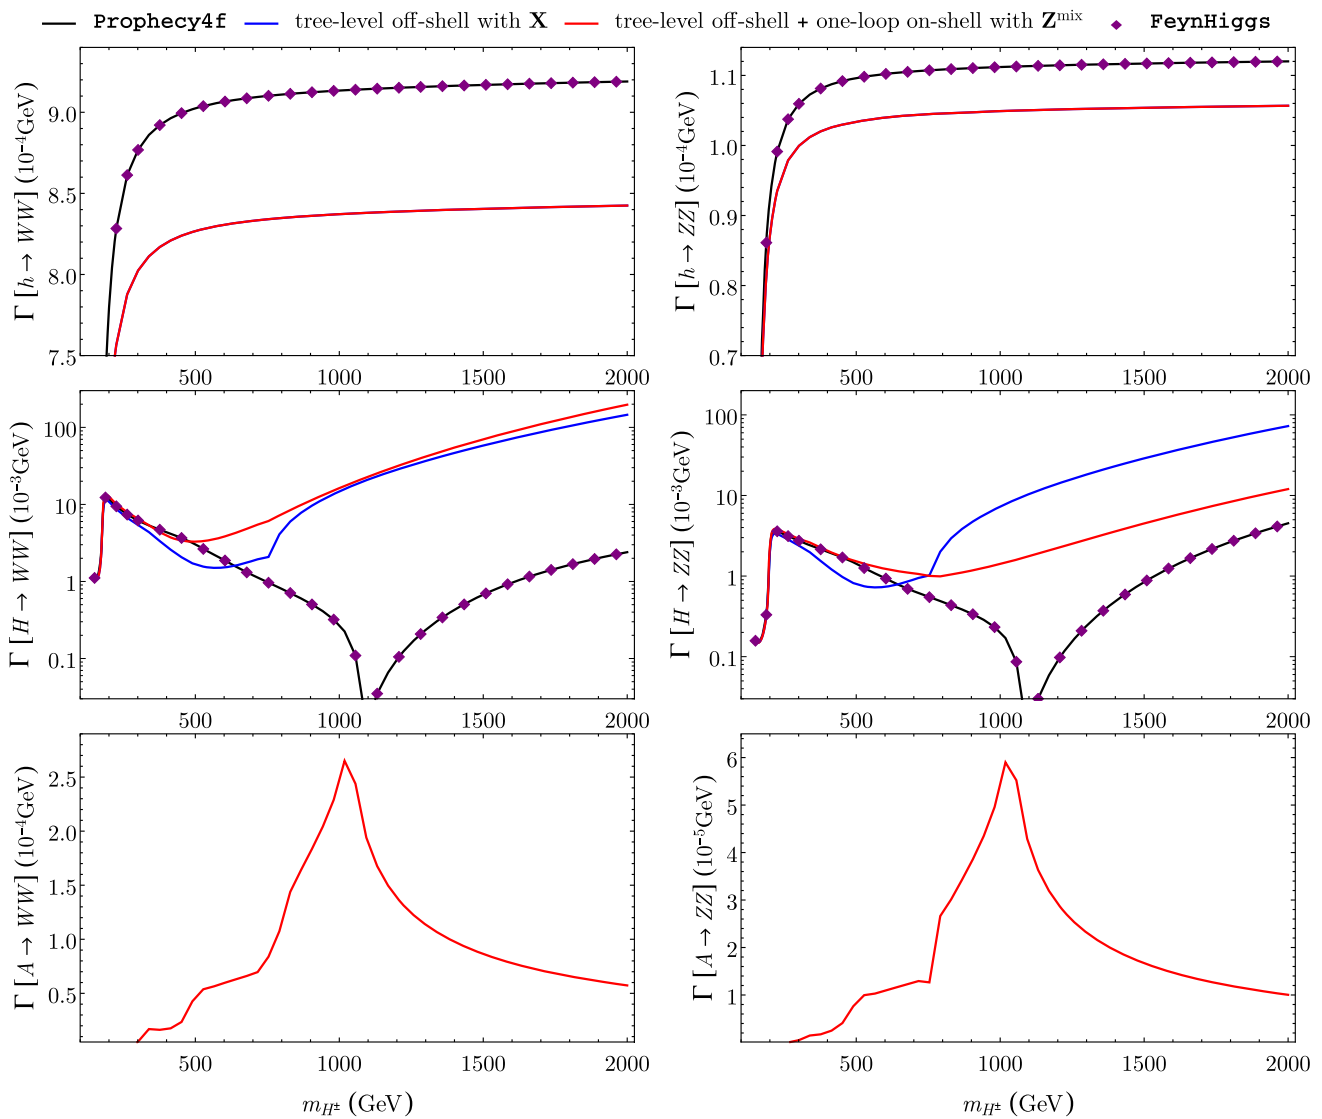 Prophecy4f tree-level off-shell with X tree-level off-shell + one-loop on-shell with Z^mix FeynHiggs
Γ [h → WW] (10⁻⁴GeV)
9.0
8.5
8.0
7.5
500 1000 1500 2000
Γ [h → ZZ] (10⁻⁴GeV)
1.1
1.0
0.9
0.8
0.7
500 1000 1500 2000
Γ [H → WW] (10⁻³GeV)
100
10
1
0.1
500 1000 1500 2000
Γ [H → ZZ] (10⁻³GeV)
100
10
1
0.1
500 1000 1500 2000
Γ [A → WW] (10⁻⁴GeV)
2.5
2.0
1.5
1.0
0.5
500 1000 1500 2000
m_H± (GeV)
Γ [A → ZZ] (10⁻⁵GeV)
6
5
4
3
2
1
500 1000 1500 2000
m_H± (GeV)